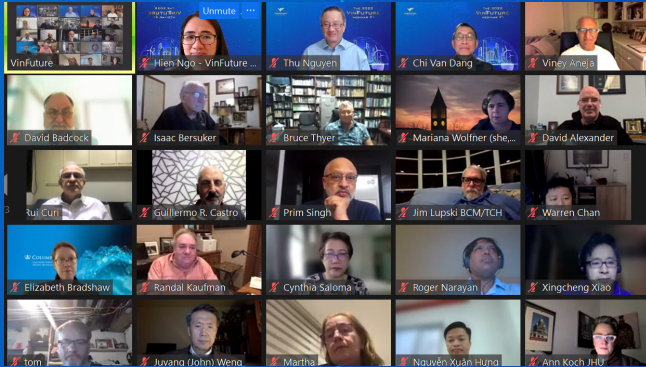 Unmute ...
VinFuture
Hien Ngo - VinFuture ...
Thu Nguyen
Chi Van Dang
Viney Aneja
David Badcock
Isaac Bersuker
Bruce Thyer
Mariana Wolfner (she,...
David Alexander
Rui Curi
Guillermo R. Castro
Prim Singh
Jim Lupski BCM/TCH
Warren Chan
3
Elizabeth Bradshaw
Randal Kaufman
Cynthia Saloma
Roger Narayan
Xingcheng Xiao
tom
Juyang (John) Weng
Martha
Nguyễn Xuân Hưng
Ann Koch JHU